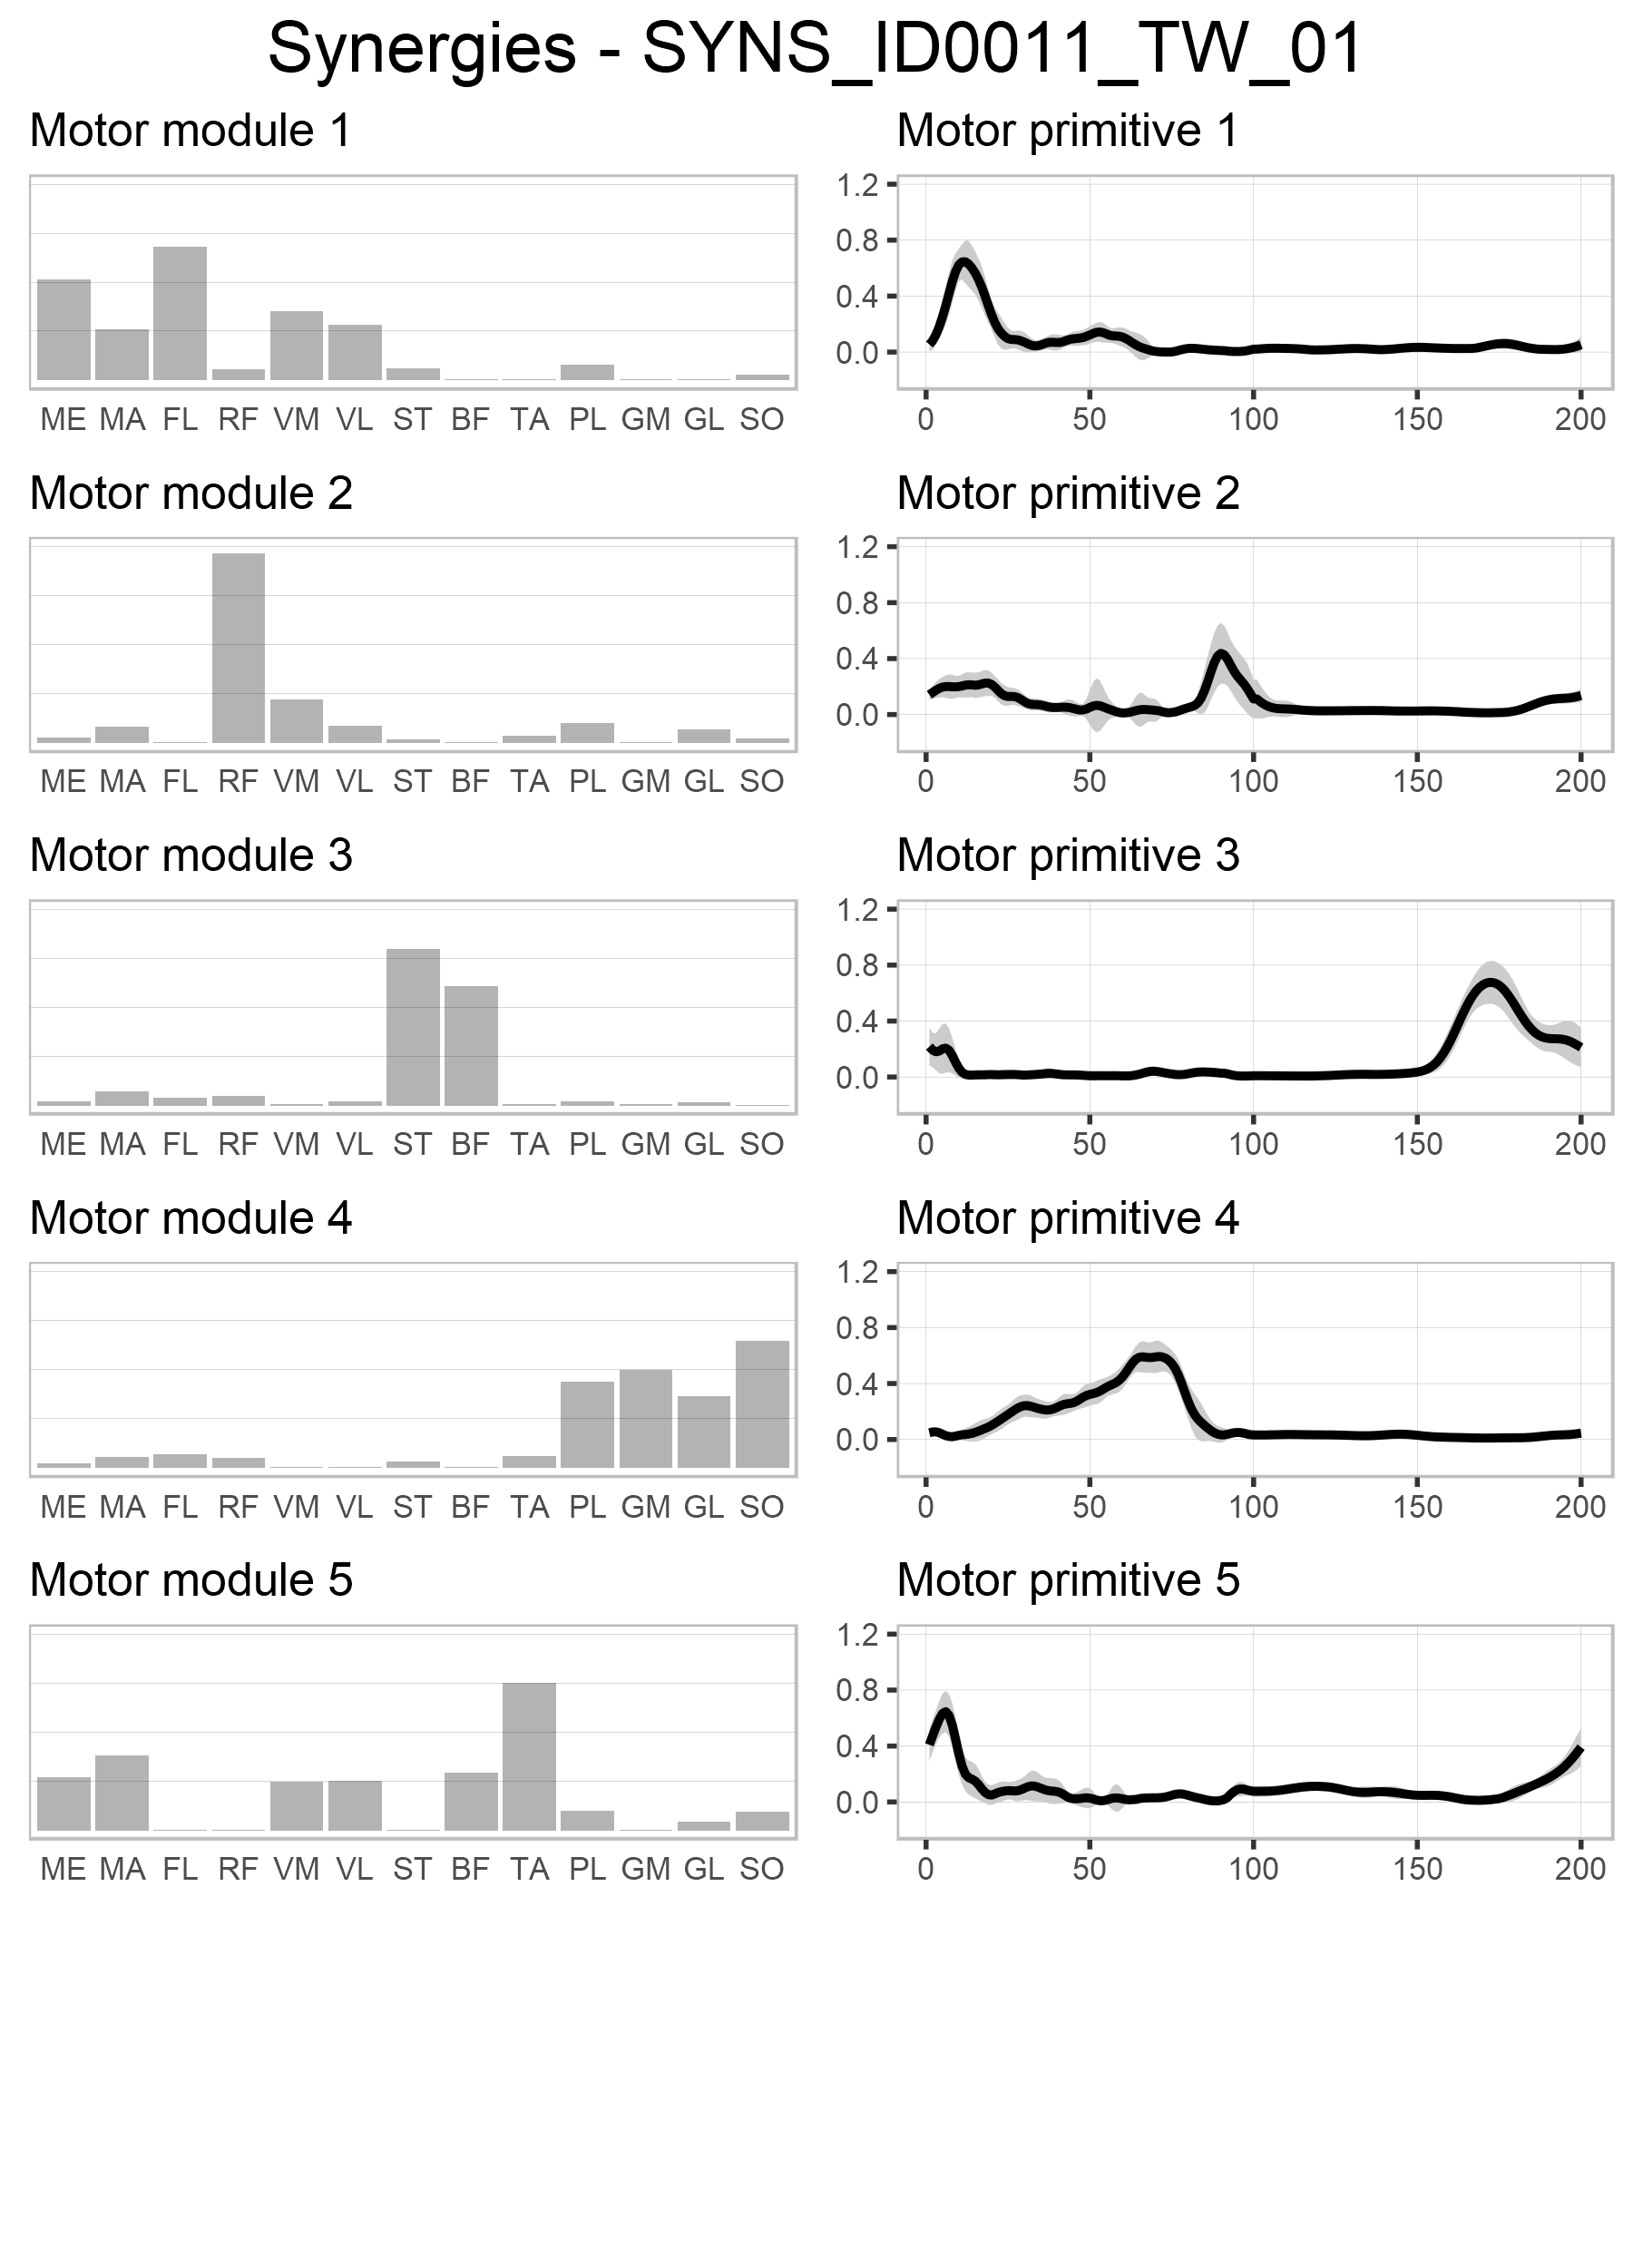 Synergies - SYNS_ID0011_TW_01
Motor module 1
Motor primitive 1
1.2
0.8
0.4
0.0
ME MA FL RF VM VL ST BF TA PL GM GL SO
0 50 100 150 200
Motor module 2
Motor primitive 2
1.2
0.8
0.4
0.0
ME MA FL RF VM VL ST BF TA PL GM GL SO
0 50 100 150 200
Motor module 3
Motor primitive 3
1.2
0.8
0.4
0.0
ME MA FL RF VM VL ST BF TA PL GM GL SO
0 50 100 150 200
Motor module 4
Motor primitive 4
1.2
0.8
0.4
0.0
ME MA FL RF VM VL ST BF TA PL GM GL SO
0 50 100 150 200
Motor module 5
Motor primitive 5
1.2
0.8
0.4
0.0
ME MA FL RF VM VL ST BF TA PL GM GL SO
0 50 100 150 200